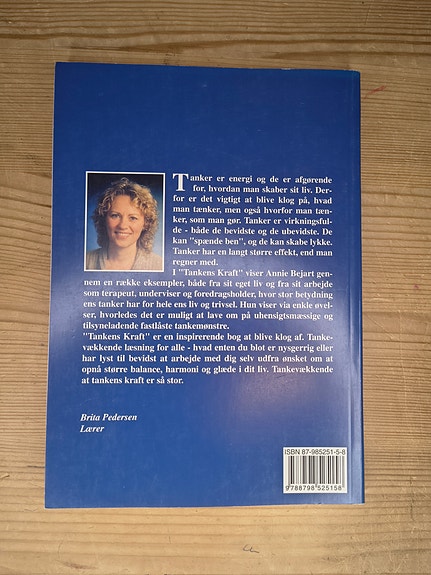 Tanker er energi og de er afgørende
for, hvordan man skaber sit liv. Der-
for er det vigtigt at blive klog på, hvad
man tænker, men også hvorfor man tæn-
ker, som man gør. Tanker er virkningsful-
de - både de bevidste og de ubevidste. De
kan "spænde ben", og de kan skabe lykke.
Tanker har en langt større effekt, end man
regner med.
I "Tankens Kraft" viser Annie Bejart gen-
nem en række eksempler, både fra sit eget liv og fra sit arbejde
som terapeut, underviser og foredragsholder, hvor stor betydning
ens tanker har for hele ens liv og trivsel. Hun viser via enkle øvel-
ser, hvorledes det er muligt at lave om på uhensigtsmæssige og
tilsyneladende fastlåste tankemønstre.
"Tankens Kraft" er en inspirerende bog at blive klog af. Tanke-
vækkende læsning for alle - hvad enten du blot er nysgerrig eller
har lyst til bevidst at arbejde med dig selv udfra ønsket om at
opnå større balance, harmoni og glæde i dit liv. Tankevækkende
at tankens kraft er så stor.
Brita Pedersen
Lærer
ISBN 87-985251-5-8
9788798525158